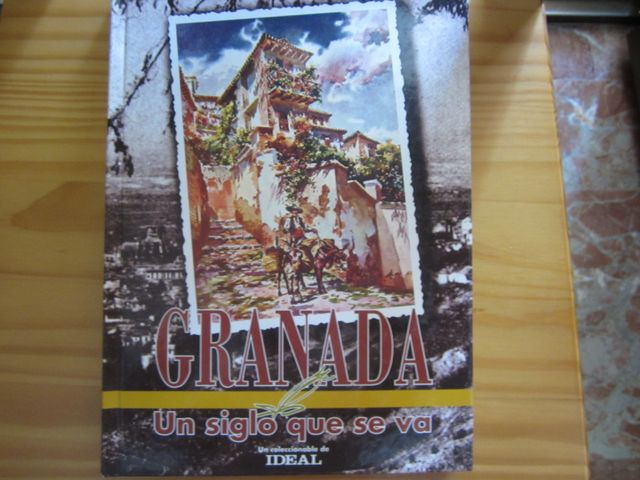 GRANADA
Un siglo que se va
Un coleccionable de
IDEAL